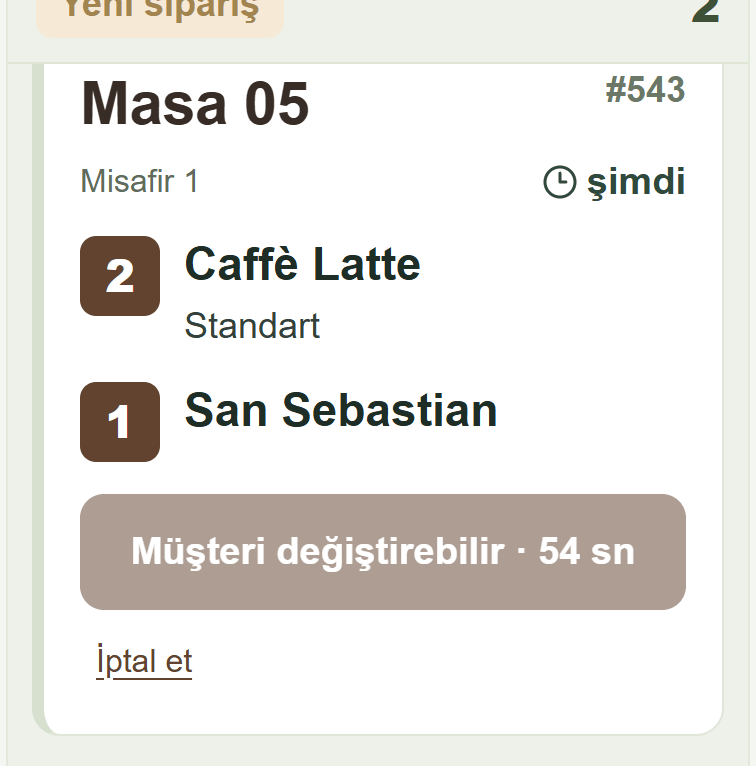 Yeni sipariş
2
Masa 05
#543
Misafir 1
şimdi
2
Caffè Latte
Standart
1
San Sebastian
Müşteri değiştirebilir · 54 sn
İptal et